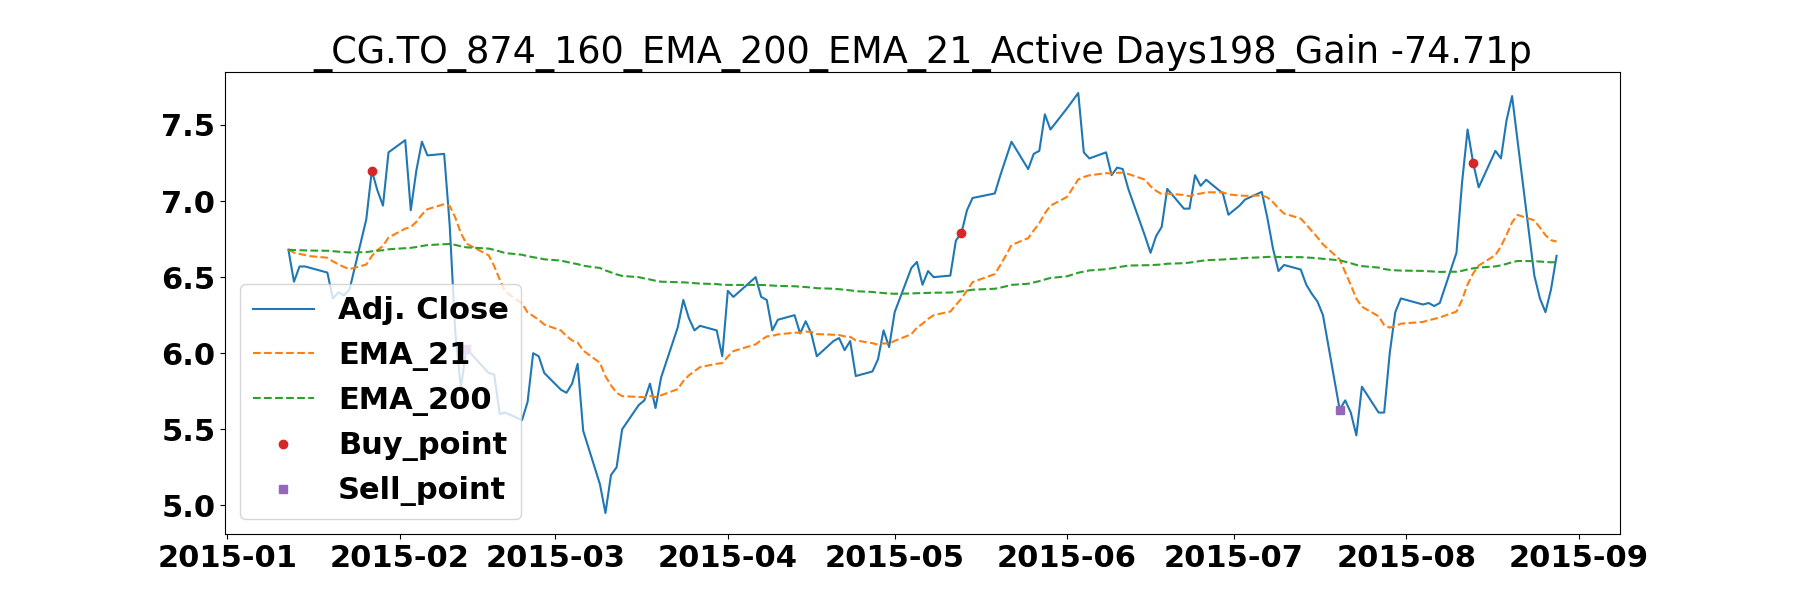 _CG.TO_874_160_EMA_200_EMA_21_Active Days198_Gain -74.71p
7.5
7.0
6.5
6.0
5.5
5.0
Adj. Close
EMA_21
EMA_200
Buy_point
Sell_point
2015-01 2015-02 2015-03 2015-04 2015-05 2015-06 2015-07 2015-08 2015-09